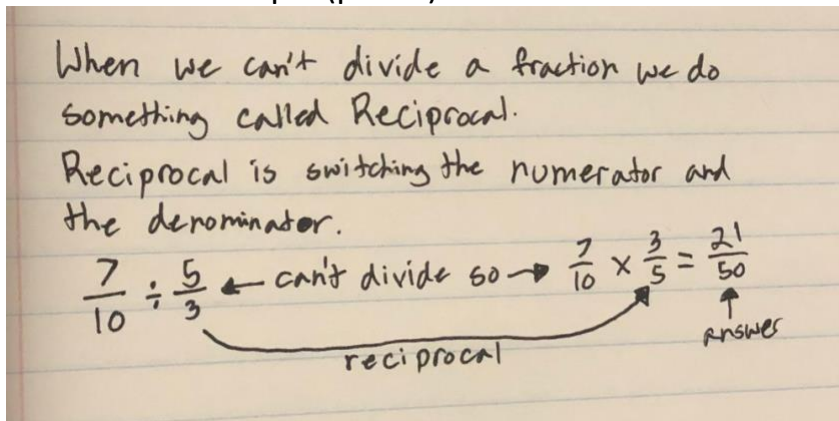 When we can't divide a fraction we do
something called Reciprocal.
Reciprocal is switching the numerator and
the denominator.
7/10 ÷ 5/3 ← can't divide so → 7/10 × 3/5 = 21/50
reciprocal
answer